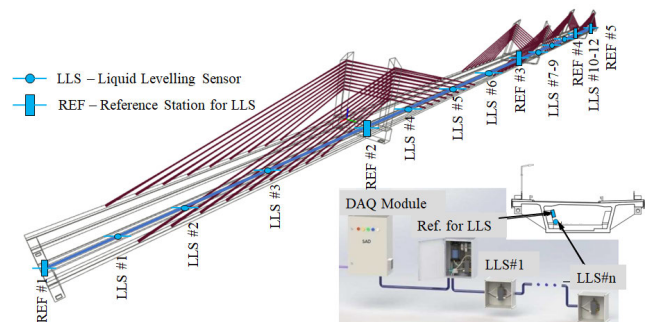 LLS – Liquid Levelling Sensor
REF – Reference Station for LLS
REF #1
LLS #1
LLS #2
LLS #3
REF #2
LLS #4
LLS #5
LLS #6
REF #3
LLS #7-9
REF #4
LLS #10-12
REF #5
DAQ Module
Ref. for LLS
LLS#1
LLS#n